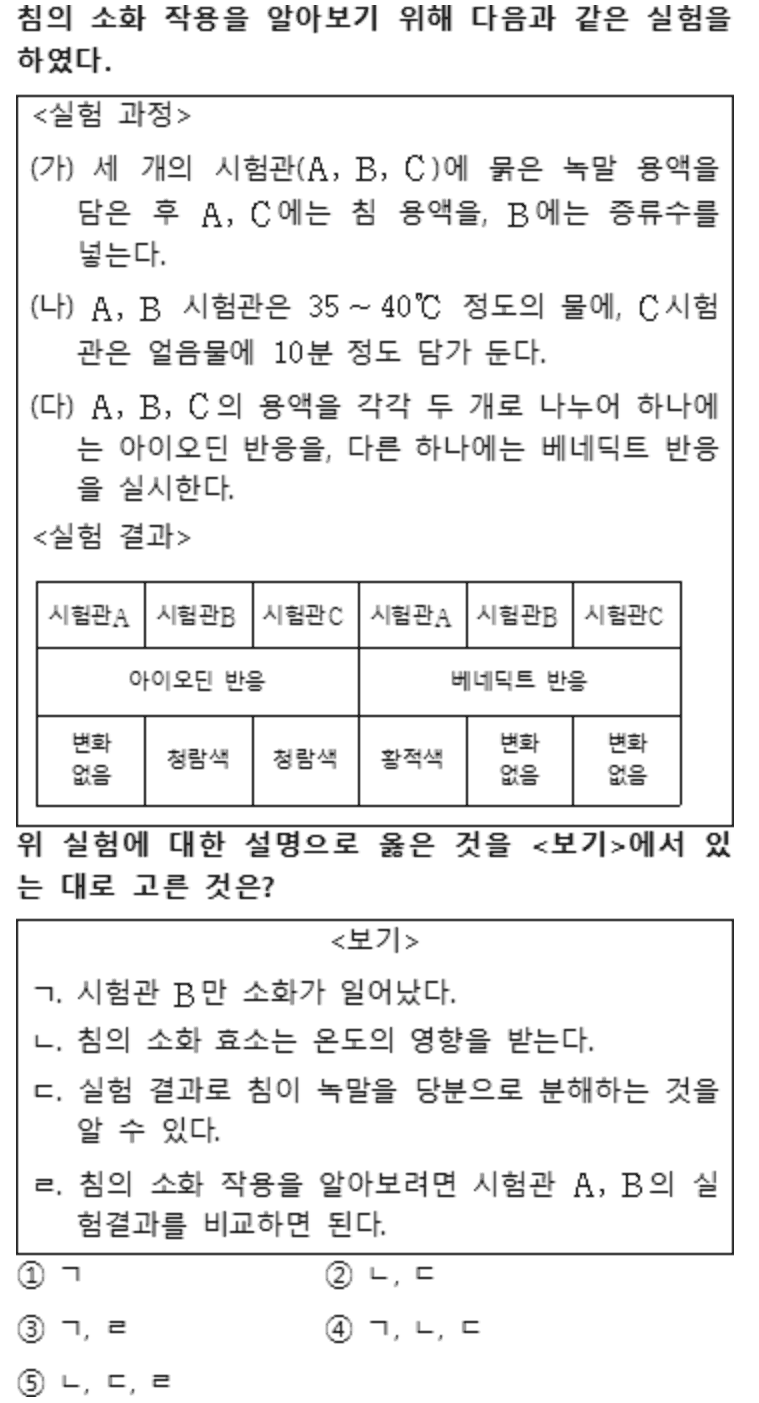 침의 소화 작용을 알아보기 위해 다음과 같은 실험을
하였다.
<실험 과정>
(가) 세 개의 시험관(A, B, C)에 묽은 녹말 용액을
담은 후 A, C에는 침 용액을, B에는 증류수를
넣는다.
(나) A, B 시험관은 35 ~ 40℃ 정도의 물에, C시험
관은 얼음물에 10분 정도 담가 둔다.
(다) A, B, C의 용액을 각각 두 개로 나누어 하나에
는 아이오딘 반응을, 다른 하나에는 베네딕트 반응
을 실시한다.
<실험 결과>
시험관A 시험관B 시험관C 시험관A 시험관B 시험관C
아이오딘 반응 베네딕트 반응
변화 없음 청람색 청람색 황적색 변화 없음 변화 없음
위 실험에 대한 설명으로 옳은 것을 <보기>에서 있
는 대로 고른 것은?
<보기>
ㄱ. 시험관 B만 소화가 일어났다.
ㄴ. 침의 소화 효소는 온도의 영향을 받는다.
ㄷ. 실험 결과로 침이 녹말을 당분으로 분해하는 것을
알 수 있다.
ㄹ. 침의 소화 작용을 알아보려면 시험관 A, B의 실
험결과를 비교하면 된다.
① ㄱ ② ㄴ, ㄷ
③ ㄱ, ㄹ ④ ㄱ, ㄴ, ㄷ
⑤ ㄴ, ㄷ, ㄹ